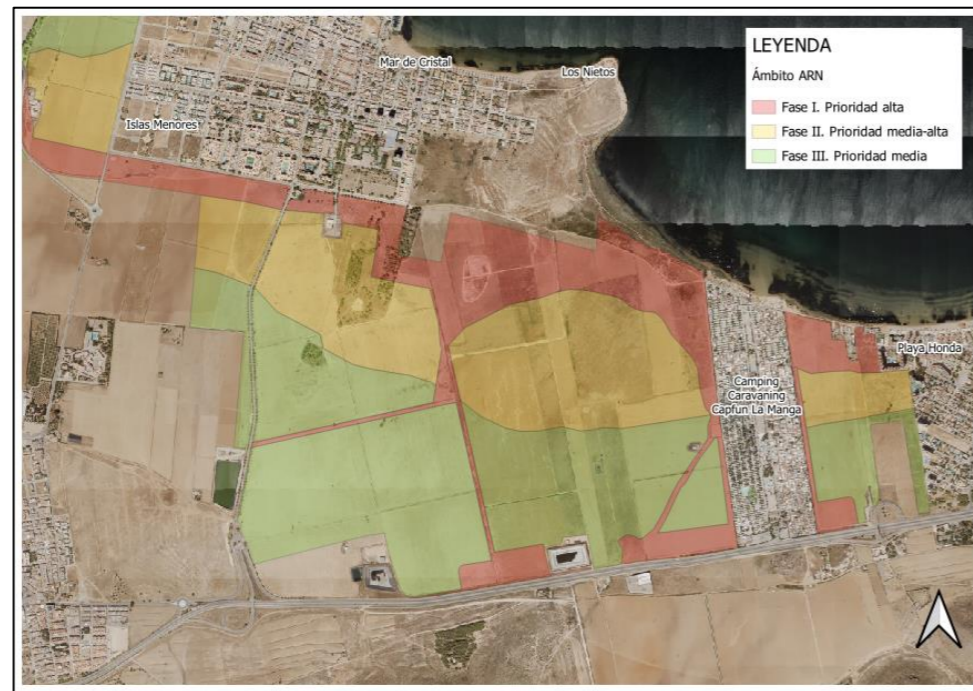 LEYENDA
Ámbito ARN
Fase I. Prioridad alta
Fase II. Prioridad media-alta
Fase III. Prioridad media
Mar de Cristal
Los Nietos
Islas Menores
Playa Honda
Camping
Caravaning
Capfun La Manga